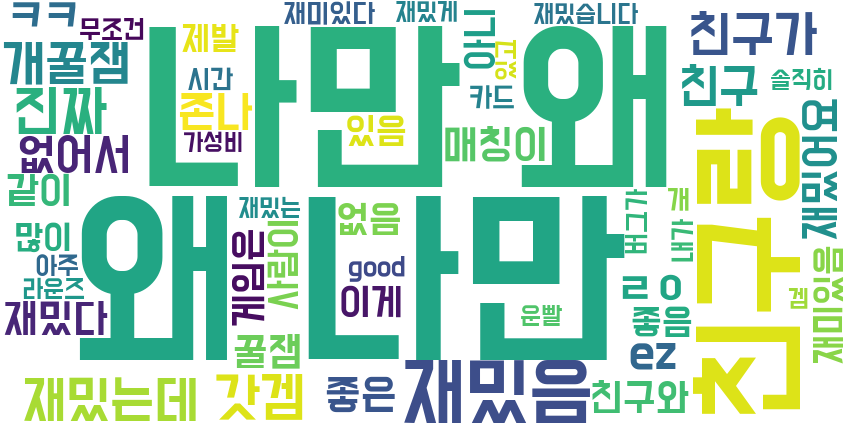 ㅋㅋ
무조건
개꿀잼
진짜
없어서
같이
많이
아주
라운즈
재밌다
재밌는데
제발
시간
존나
가성비
나만 왜
재미있다
재밌게
재밌습니다
아니
겜
카드
있음
매칭이
친구가
친구
솔직히
친구랑
재밌어요
왜 나만
재밌는
게임은
사람이
없음
good
이게
운빨
꿀잼
갓겜
좋은
재밌음
버그가
개
내가
ㄹㅇ
좋음
ez
친구와
재미있음